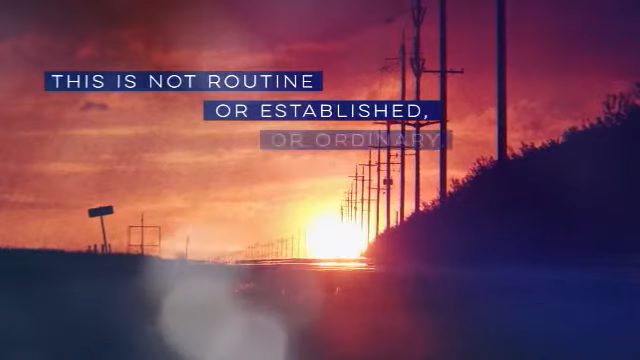 THIS IS NOT ROUTINE
OR ESTABLISHED,
OR ORDINARY